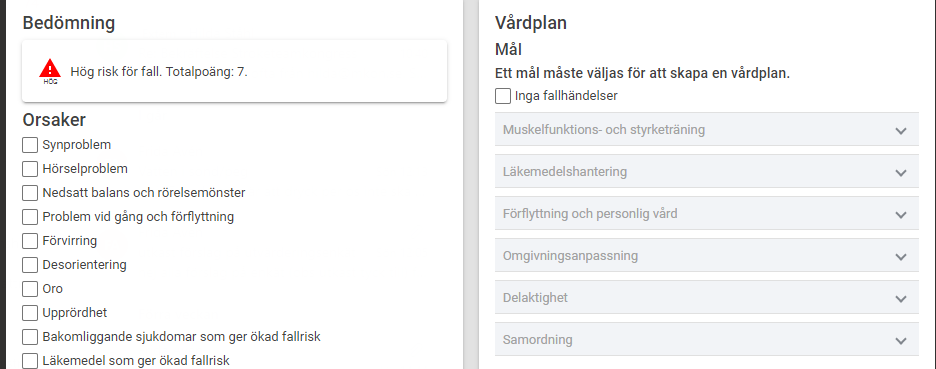 Bedömning
HÖG
Hög risk för fall. Totalpoäng: 7.
Orsaker
Synproblem
Hörselproblem
Nedsatt balans och rörelsemönster
Problem vid gång och förflyttning
Förvirring
Desorientering
Oro
Upprördhet
Bakomliggande sjukdomar som ger ökad fallrisk
Läkemedel som ger ökad fallrisk
Vårdplan
Mål
Ett mål måste väljas för att skapa en vårdplan.
Inga fallhändelser
Muskelfunktions- och styrketräning
Läkemedelshantering
Förflyttning och personlig vård
Omgivningsanpassning
Delaktighet
Samordning